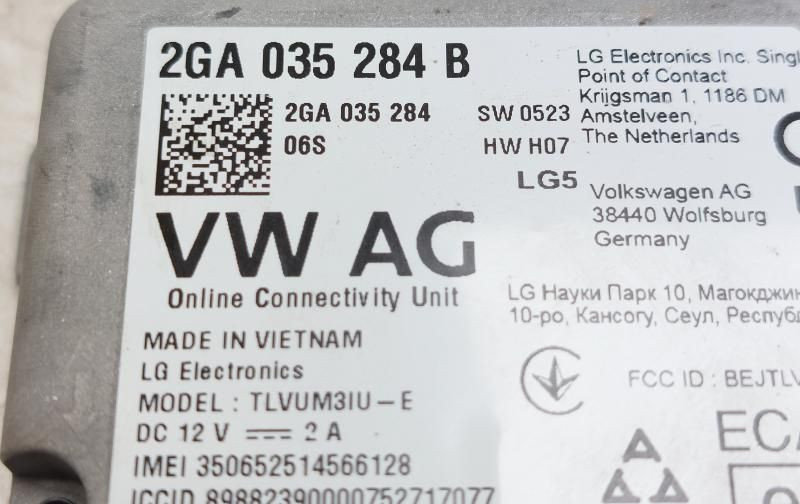 2GA 035 284 B
2GA 035 284
06S
SW 0523
HW H07
LG5
LG Electronics Inc. Singl
Point of Contact
Krijgsman 1, 1186 DM
Amstelveen,
The Netherlands
Volkswagen AG
38440 Wolfsburg
Germany
VW AG
Online Connectivity Unit
MADE IN VIETNAM
LG Electronics
MODEL : TLVUM3IU-E
DC 12 V ⎓ 2 A
IMEI 350652514566128
ICCID 89882390000752717077
LG Науки Парк 10, Магокджин
10-ро, Кансогу, Сеул, Республ
FCC ID : BEJTLV